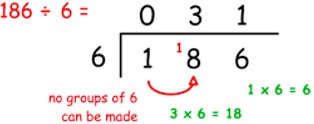 186 ÷ 6 =
0 3 1
6 1 18 6
no groups of 6
can be made
3 x 6 = 18
1 x 6 = 6